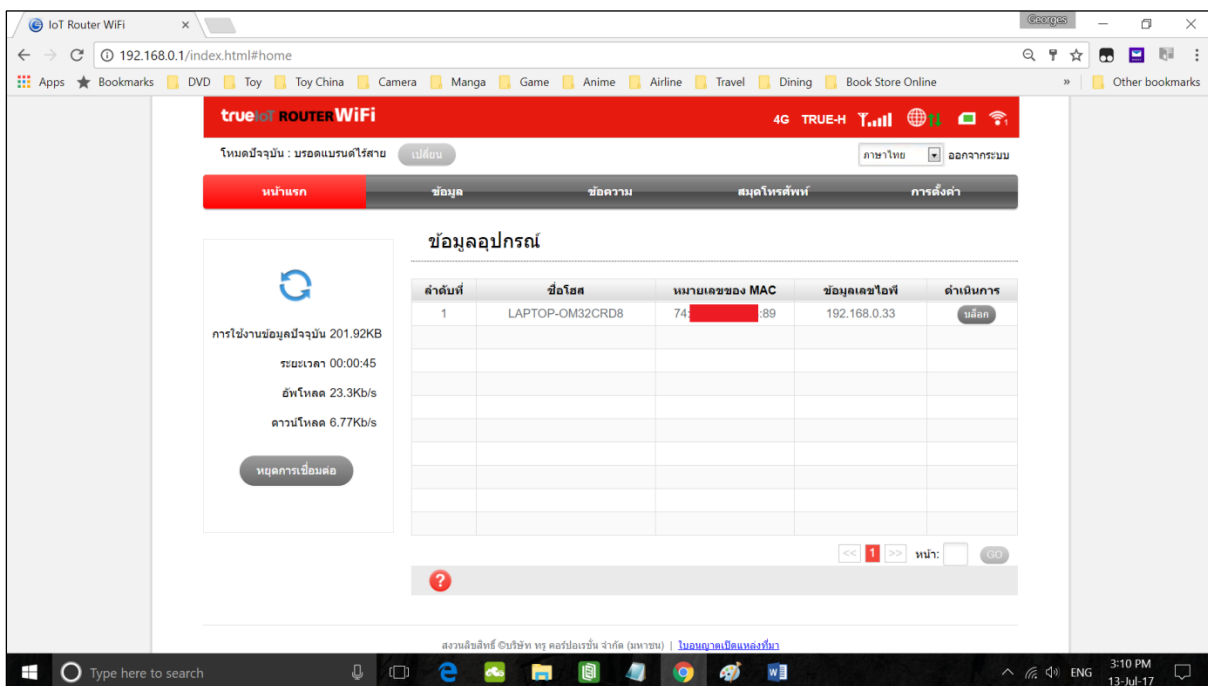 IoT Router WiFi
Georges
192.168.0.1/index.html#home
Apps Bookmarks DVD Toy Toy China Camera Manga Game Anime Airline Travel Dining Book Store Online » Other bookmarks
trueIoT ROUTER WiFi
4G TRUE-H
1
โหมดปัจจุบัน : บรอดแบรนด์ไร้สาย เปลี่ยน
ภาษาไทย ออกจากระบบ
หน้าแรก ข้อมูล ข้อความ สมุดโทรศัพท์ การตั้งค่า
ข้อมูลอุปกรณ์
ลำดับที่ ชื่อโฮส หมายเลขของ MAC ข้อมูลเลขไอพี ดำเนินการ
1 LAPTOP-OM32CRD8 74: :89 192.168.0.33 บล็อก
การใช้งานข้อมูลปัจจุบัน 201.92KB
ระยะเวลา 00:00:45
อัพโหลด 23.3Kb/s
ดาวน์โหลด 6.77Kb/s
หยุดการเชื่อมต่อ
<< 1 >> หน้า: GO
?
สงวนลิขสิทธิ์ ©บริษัท ทรู คอร์ปอเรชั่น จำกัด (มหาชน) | ใบอนุญาตเปิดแหล่งที่มา
Type here to search
ENG
3:10 PM
13-Jul-17